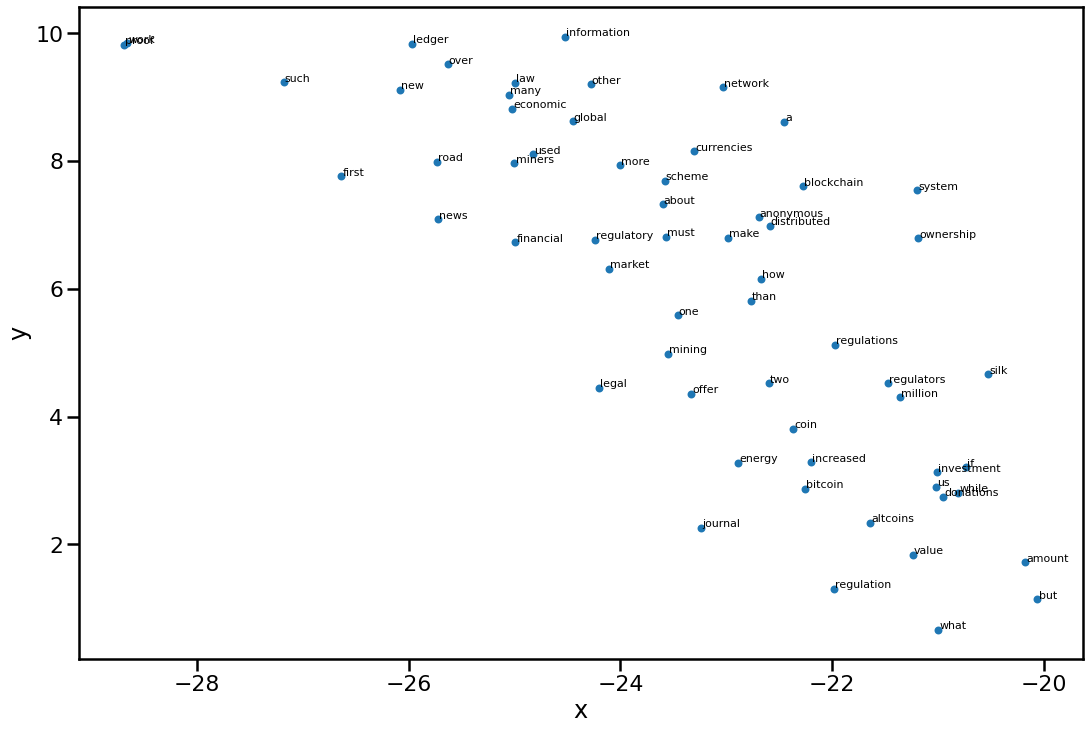 10
8
6
4
2
y
−28
−26
−24
−22
−20
x
proof
work
ledger
information
over
such
new
law
many
economic
other
network
global
a
used
miners
road
first
more
currencies
scheme
blockchain
system
about
news
anonymous
distributed
financial
regulatory
must
make
ownership
market
how
than
one
regulations
mining
legal
offer
two
regulators
million
silk
coin
energy
increased
if
investment
bitcoin
us
while
donations
journal
altcoins
value
amount
regulation
but
what